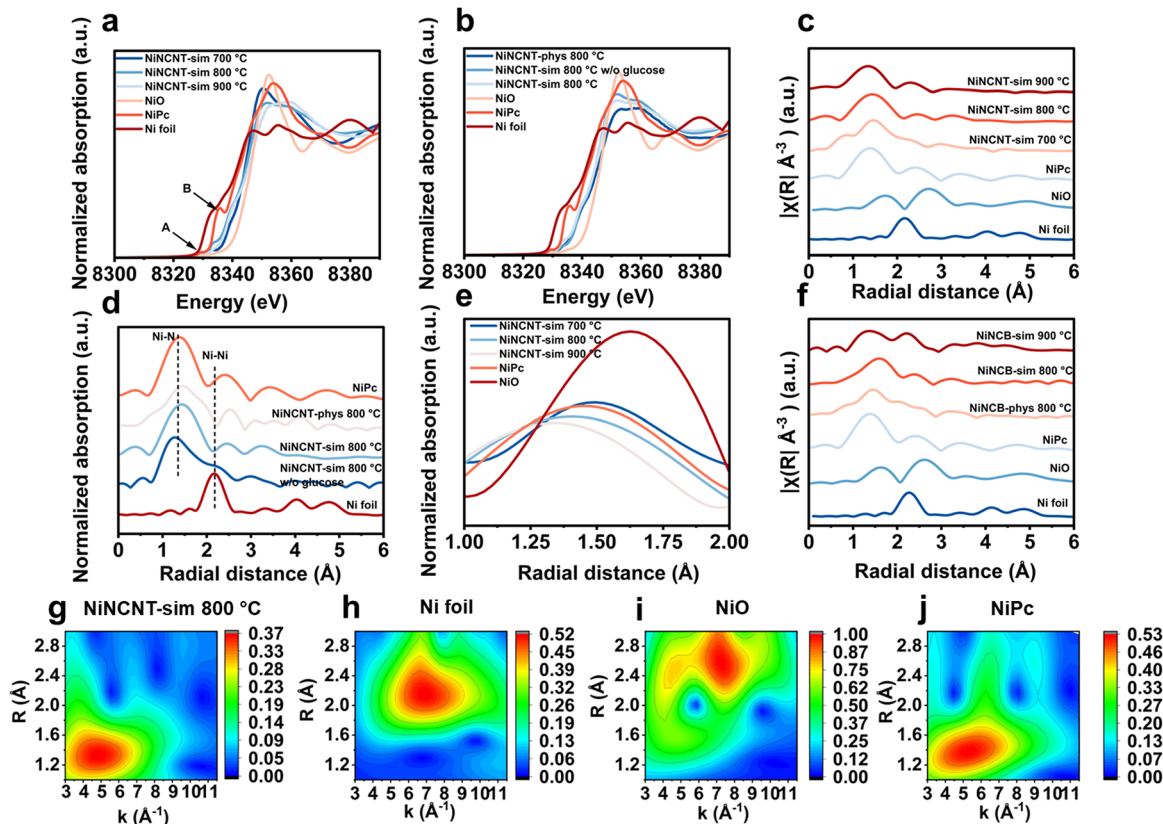 a
Normalized absorption (a.u.)
NiNCNT-sim 700 °C
NiNCNT-sim 800 °C
NiNCNT-sim 900 °C
NiO
NiPc
Ni foil
B
A
8300 8320 8340 8360 8380
Energy (eV)
b
Normalized absorption (a.u.)
NiNCNT-phys 800 °C
NiNCNT-sim 800 °C w/o glucose
NiNCNT-sim 800 °C
NiO
NiPc
Ni foil
8300 8320 8340 8360 8380
Energy (eV)
c
|χ(R| Å⁻³ ) (a.u.)
NiNCNT-sim 900 °C
NiNCNT-sim 800 °C
NiNCNT-sim 700 °C
NiPc
NiO
Ni foil
0 1 2 3 4 5 6
Radial distance (Å)
d
Normalized absorption (a.u.)
Ni-N
Ni-Ni
NiPc
NiNCNT-phys 800 °C
NiNCNT-sim 800 °C
NiNCNT-sim 800 °C
w/o glucose
Ni foil
0 1 2 3 4 5 6
Radial distance (Å)
e
Normalized absorption (a.u.)
NiNCNT-sim 700 °C
NiNCNT-sim 800 °C
NiNCNT-sim 900 °C
NiPc
NiO
1.00 1.25 1.50 1.75 2.00
Radial distance (Å)
f
|χ(R| Å⁻³ ) (a.u.)
NiNCB-sim 900 °C
NiNCB-sim 800 °C
NiNCB-phys 800 °C
NiPc
NiO
Ni foil
0 1 2 3 4 5 6
Radial distance (Å)
g NiNCNT-sim 800 °C
R (Å)
2.8
2.4
2.0
1.6
1.2
3 4 5 6 7 8 9 10 11
k (Å⁻¹)
0.37
0.33
0.29
0.24
0.19
0.14
0.09
0.05
0.00
h Ni foil
R (Å)
2.8
2.4
2.0
1.6
1.2
3 4 5 6 7 8 9 10 11
k (Å⁻¹)
0.52
0.45
0.39
0.32
0.26
0.19
0.13
0.06
0.00
i NiO
R (Å)
2.8
2.4
2.0
1.6
1.2
3 4 5 6 7 8 9 10 11
k (Å⁻¹)
1.00
0.87
0.75
0.62
0.50
0.37
0.25
0.12
0.00
j NiPc
R (Å)
2.8
2.4
2.0
1.6
1.2
3 4 5 6 7 8 9 10 11
k (Å⁻¹)
0.53
0.46
0.40
0.33
0.26
0.20
0.13
0.06
0.00